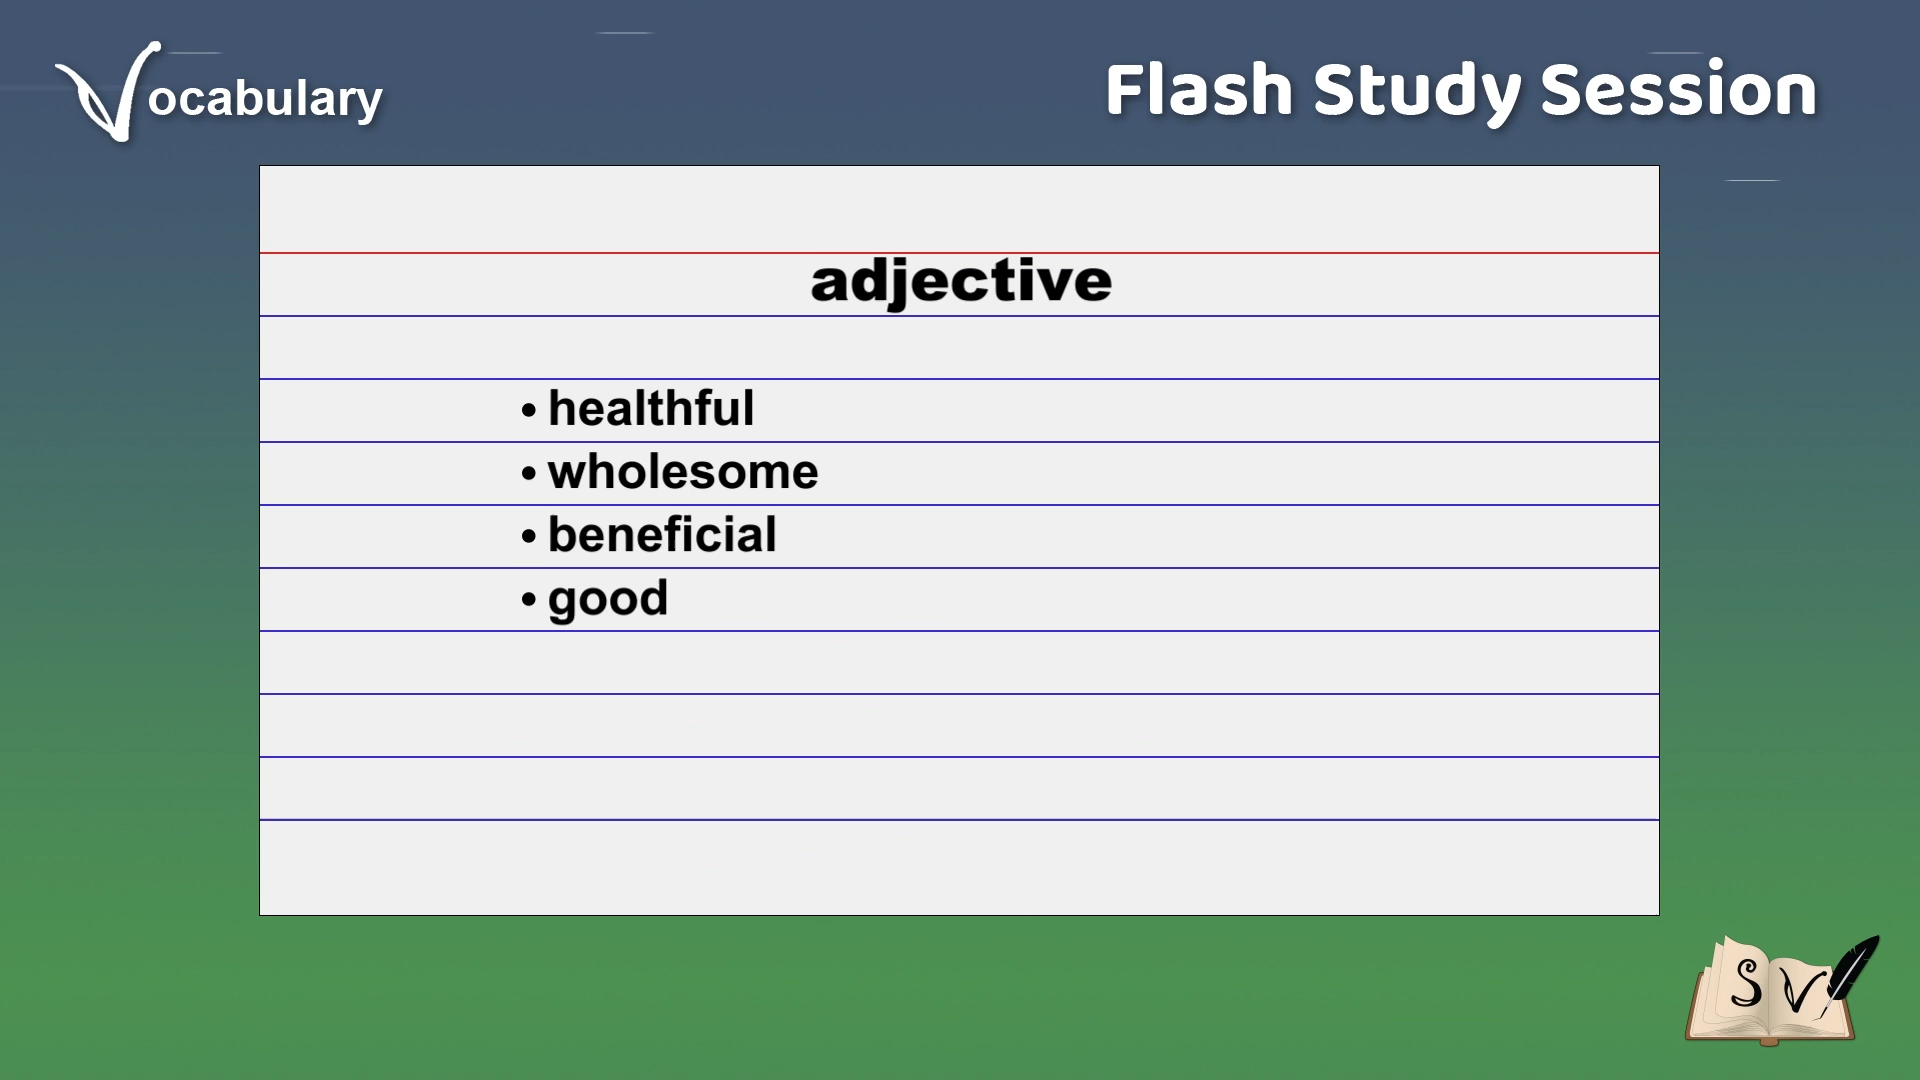 Vocabulary
Flash Study Session
adjective
• healthful
• wholesome
• beneficial
• good
S V